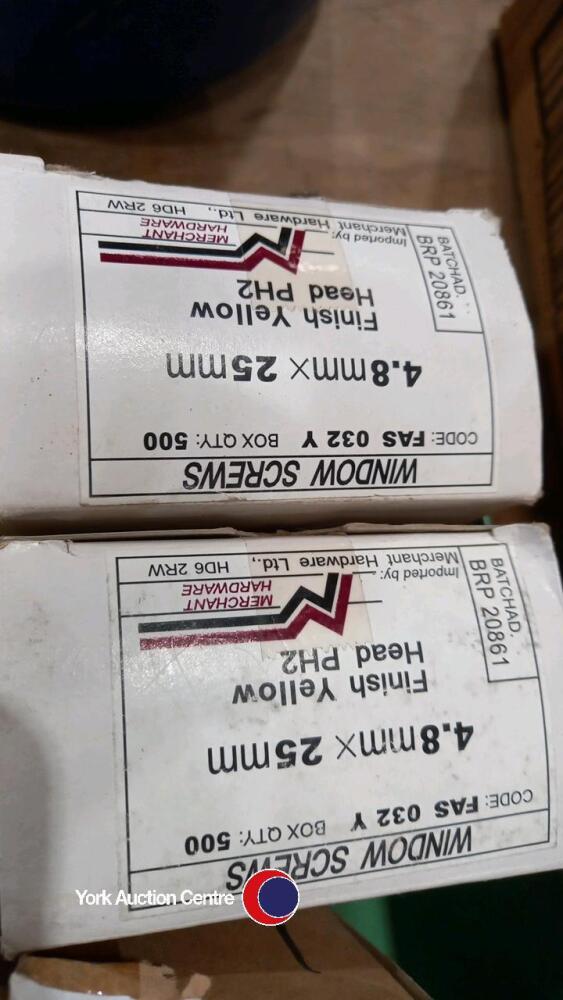 WINDOW SCREWS
CODE: FAS 032 Y BOX QTY: 500
4.8mm x 25mm
Finish Yellow
Head PH2
MERCHANT
HARDWARE
BATCHAD.
BRP 20861
Imported by:
Merchant Hardware Ltd., HD6 2RW
WINDOW SCREWS
CODE: FAS 032 Y BOX QTY: 500
4.8mm x 25mm
Finish Yellow
Head PH2
MERCHANT
HARDWARE
BATCHAD.
BRP 20861
Imported by:
Merchant Hardware Ltd., HD6 2RW
York Auction Centre